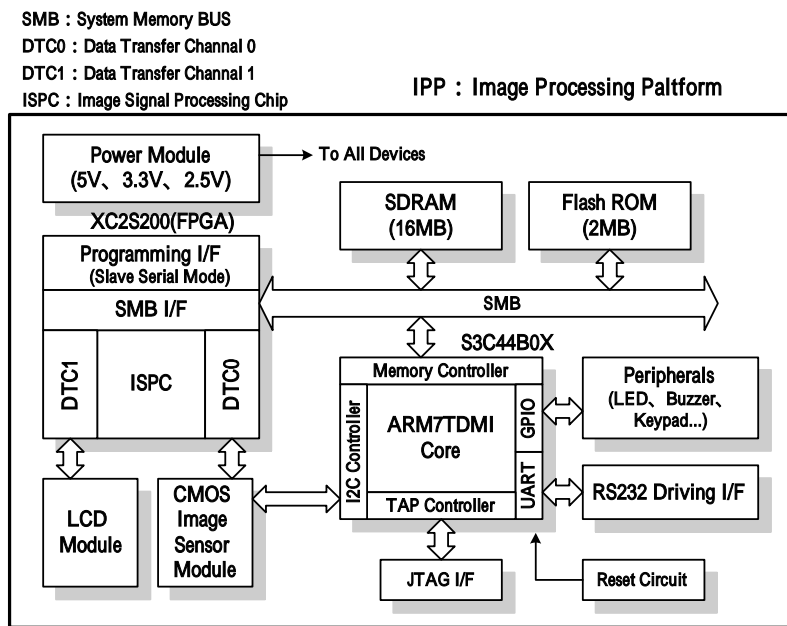 SMB : System Memory BUS
DTC0 : Data Transfer Channel 0
DTC1 : Data Transfer Channel 1
ISPC : Image Signal Processing Chip
IPP : Image Processing Paltform
Power Module
(5V、3.3V、2.5V)
To All Devices
SDRAM
(16MB)
Flash ROM
(2MB)
XC2S200(FPGA)
Programming I/F
(Slave Serial Mode)
SMB I/F
DTC1
ISPC
DTC0
SMB
S3C44B0X
Memory Controller
I2C Controller
ARM7TDMI
Core
GPIO
UART
TAP Controller
Peripherals
(LED、Buzzer、
Keypad...)
RS232 Driving I/F
LCD
Module
CMOS
Image
Sensor
Module
JTAG I/F
Reset Circuit